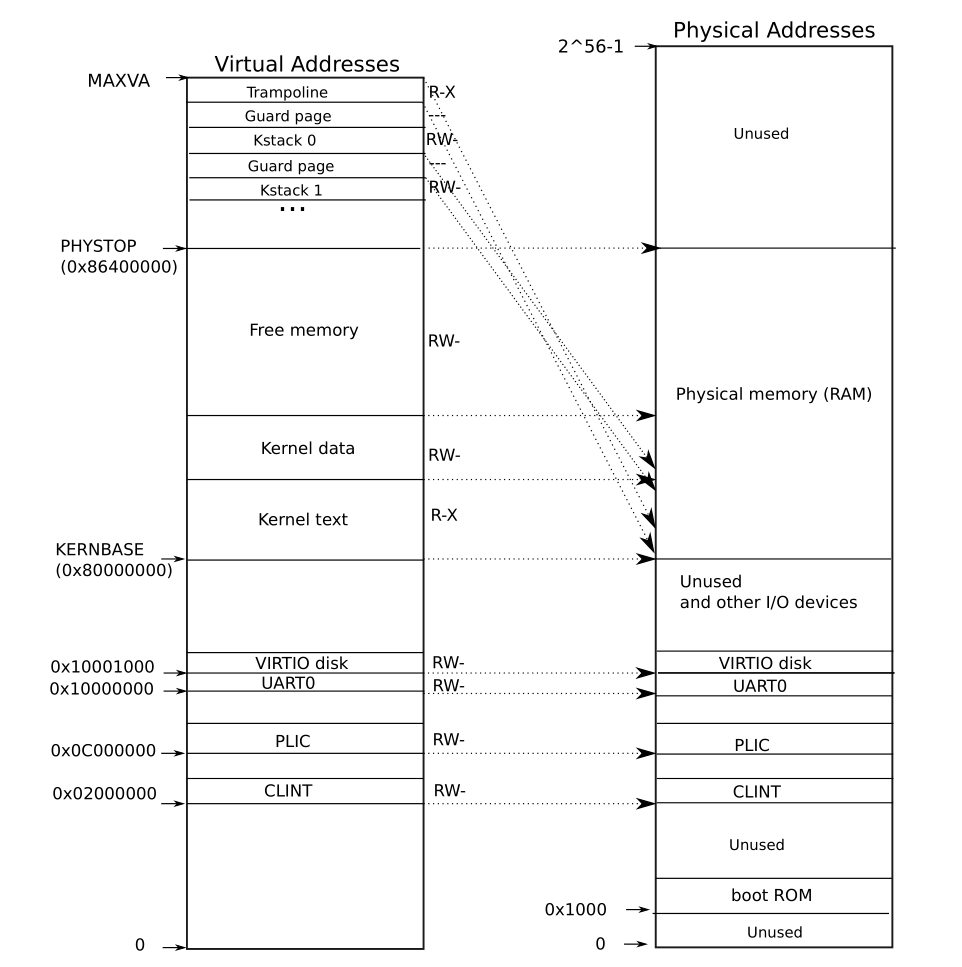 Physical Addresses
2^56-1
Virtual Addresses
MAXVA
Trampoline
R-X
Guard page
---
Kstack 0
RW-
Guard page
---
Kstack 1
RW-
...
Unused
PHYSTOP
(0x86400000)
Free memory
RW-
Physical memory (RAM)
Kernel data
RW-
Kernel text
R-X
KERNBASE
(0x80000000)
Unused
and other I/O devices
0x10001000
VIRTIO disk
RW-
VIRTIO disk
0x10000000
UART0
RW-
UART0
0x0C000000
PLIC
RW-
PLIC
0x02000000
CLINT
RW-
CLINT
Unused
boot ROM
0x1000
Unused
0
0